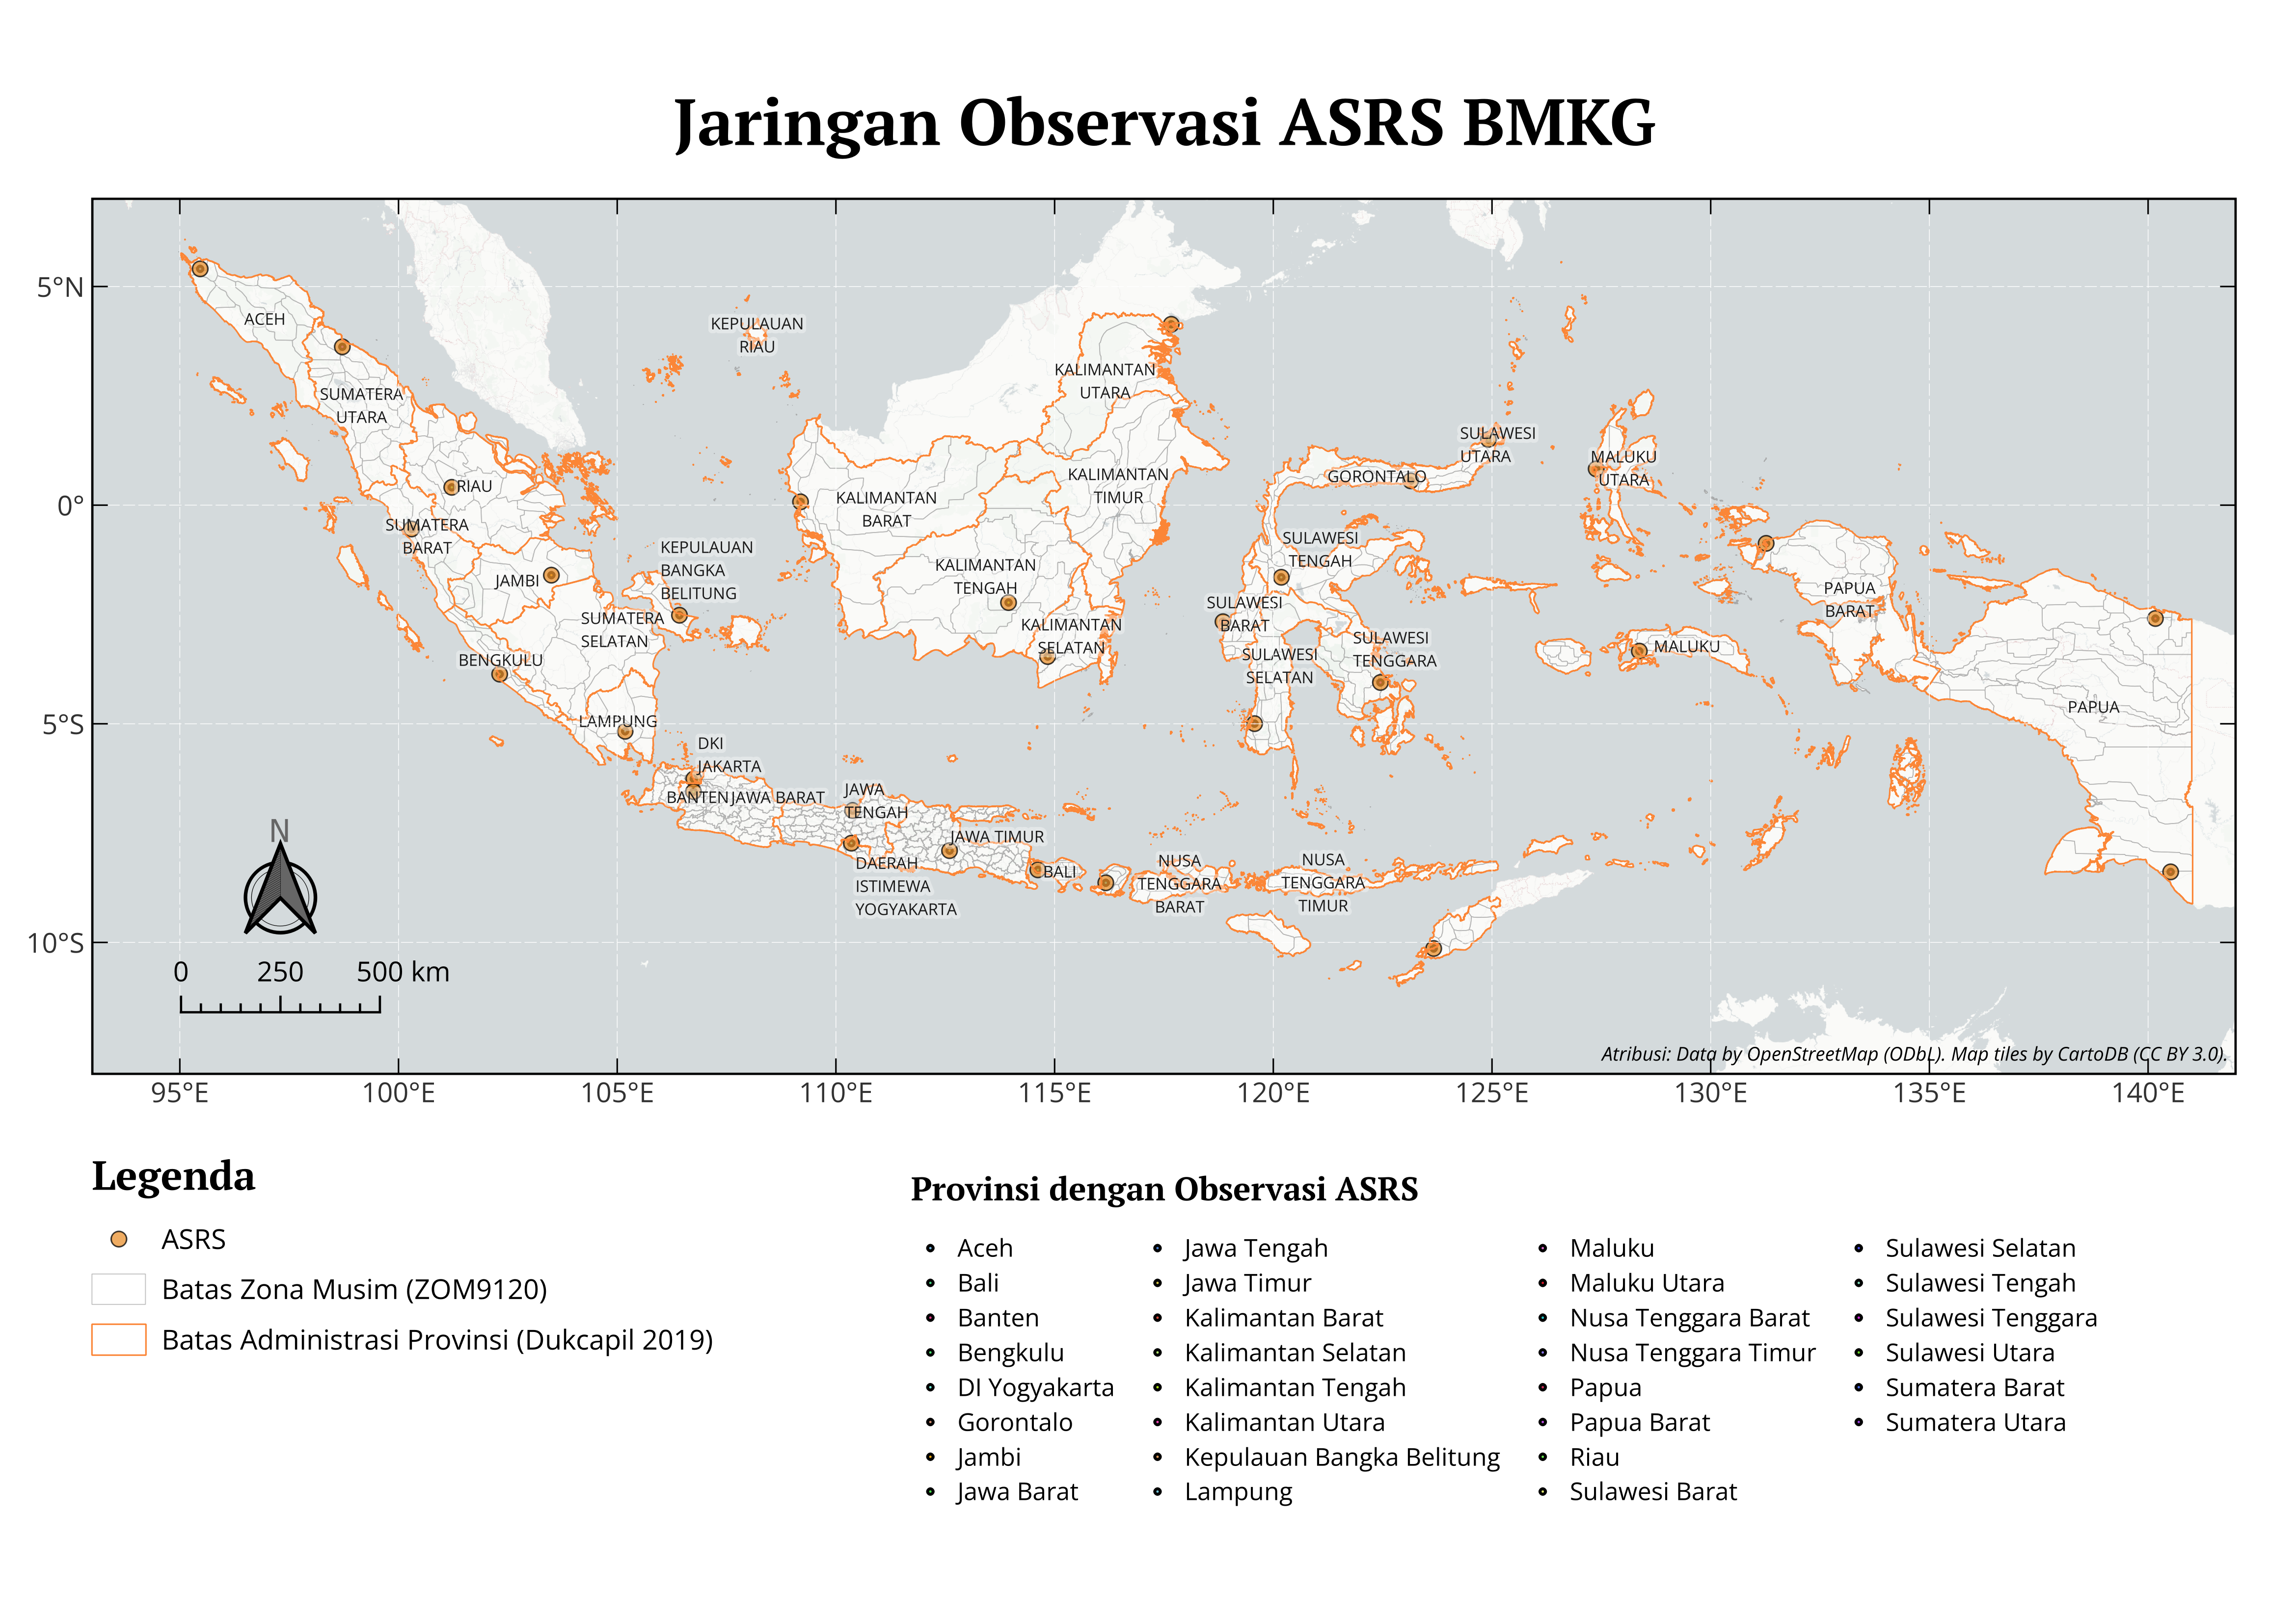 Jaringan Observasi ASRS BMKG
5°N
0°
5°S
10°S
ACEH
SUMATERA
UTARA
RIAU
SUMATERA
BARAT
JAMBI
BENGKULU
SUMATERA
SELATAN
LAMPUNG
KEPULAUAN
RIAU
KEPULAUAN
BANGKA
BELITUNG
DKI
JAKARTA
BANTEN
JAWA BARAT
JAWA
TENGAH
DAERAH
ISTIMEWA
YOGYAKARTA
JAWA TIMUR
BALI
NUSA
TENGGARA
BARAT
NUSA
TENGGARA
TIMUR
KALIMANTAN
UTARA
KALIMANTAN
TIMUR
KALIMANTAN
BARAT
KALIMANTAN
TENGAH
KALIMANTAN
SELATAN
SULAWESI
UTARA
GORONTALO
SULAWESI
TENGAH
SULAWESI
BARAT
SULAWESI
SELATAN
SULAWESI
TENGGARA
MALUKU
UTARA
MALUKU
PAPUA
BARAT
PAPUA
N
0 250 500 km
Atribusi: Data by OpenStreetMap (ODbL). Map tiles by CartoDB (CC BY 3.0).
95°E 100°E 105°E 110°E 115°E 120°E 125°E 130°E 135°E 140°E
Legenda
ASRS
Batas Zona Musim (ZOM9120)
Batas Administrasi Provinsi (Dukcapil 2019)
Provinsi dengan Observasi ASRS
Aceh
Bali
Banten
Bengkulu
DI Yogyakarta
Gorontalo
Jambi
Jawa Barat
Jawa Tengah
Jawa Timur
Kalimantan Barat
Kalimantan Selatan
Kalimantan Tengah
Kalimantan Utara
Kepulauan Bangka Belitung
Lampung
Maluku
Maluku Utara
Nusa Tenggara Barat
Nusa Tenggara Timur
Papua
Papua Barat
Riau
Sulawesi Barat
Sulawesi Selatan
Sulawesi Tengah
Sulawesi Tenggara
Sulawesi Utara
Sumatera Barat
Sumatera Utara